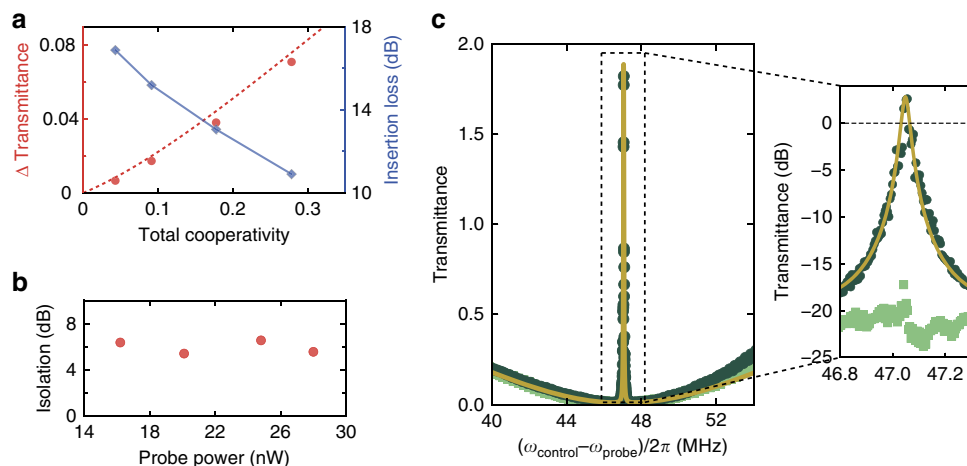 a
0.08
0.04
0
Δ Transmittance
18
14
10
Insertion loss (dB)
0 0.1 0.2 0.3
Total cooperativity
b
8
4
0
Isolation (dB)
14 18 22 26 30
Probe power (nW)
c
2.0
1.5
1.0
0.5
0.0
Transmittance
40 44 48 52
(ω_control–ω_probe)/2π (MHz)
0
−5
−10
−15
−20
−25
Transmittance (dB)
46.8 47.0 47.2